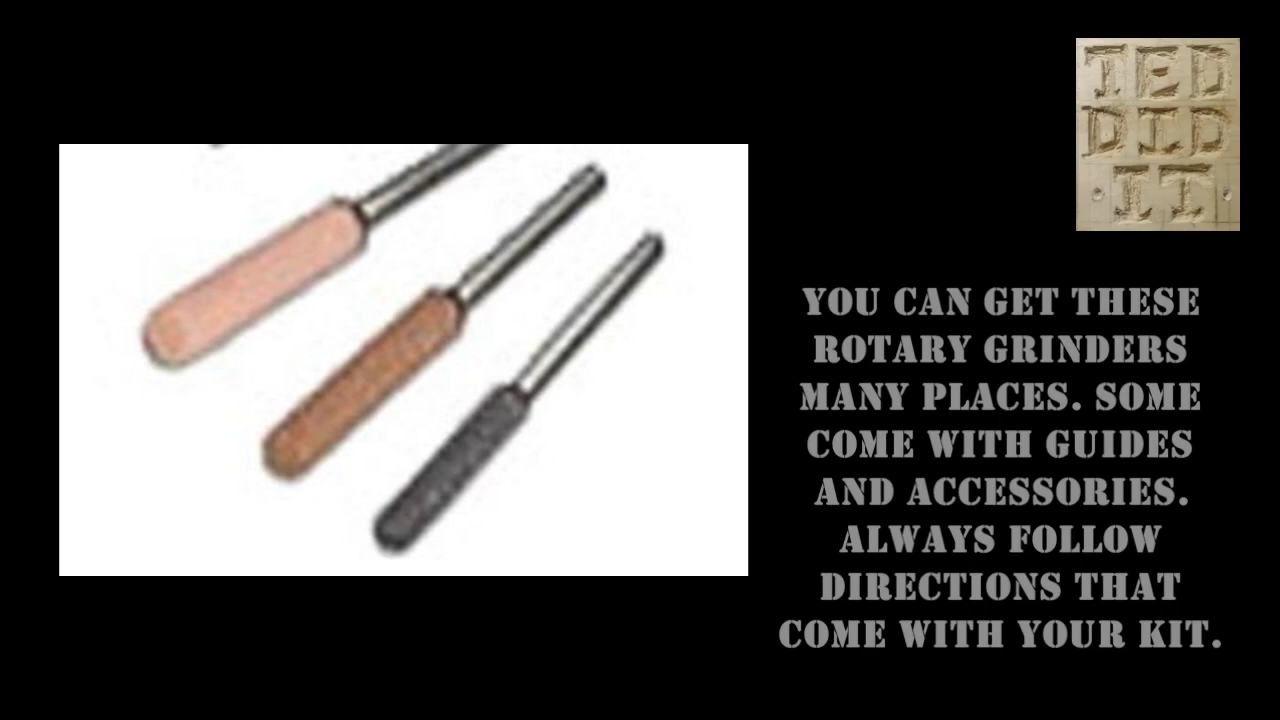 TED
DID
IT
YOU CAN GET THESE
ROTARY GRINDERS
MANY PLACES. SOME
COME WITH GUIDES
AND ACCESSORIES.
ALWAYS FOLLOW
DIRECTIONS THAT
COME WITH YOUR KIT.